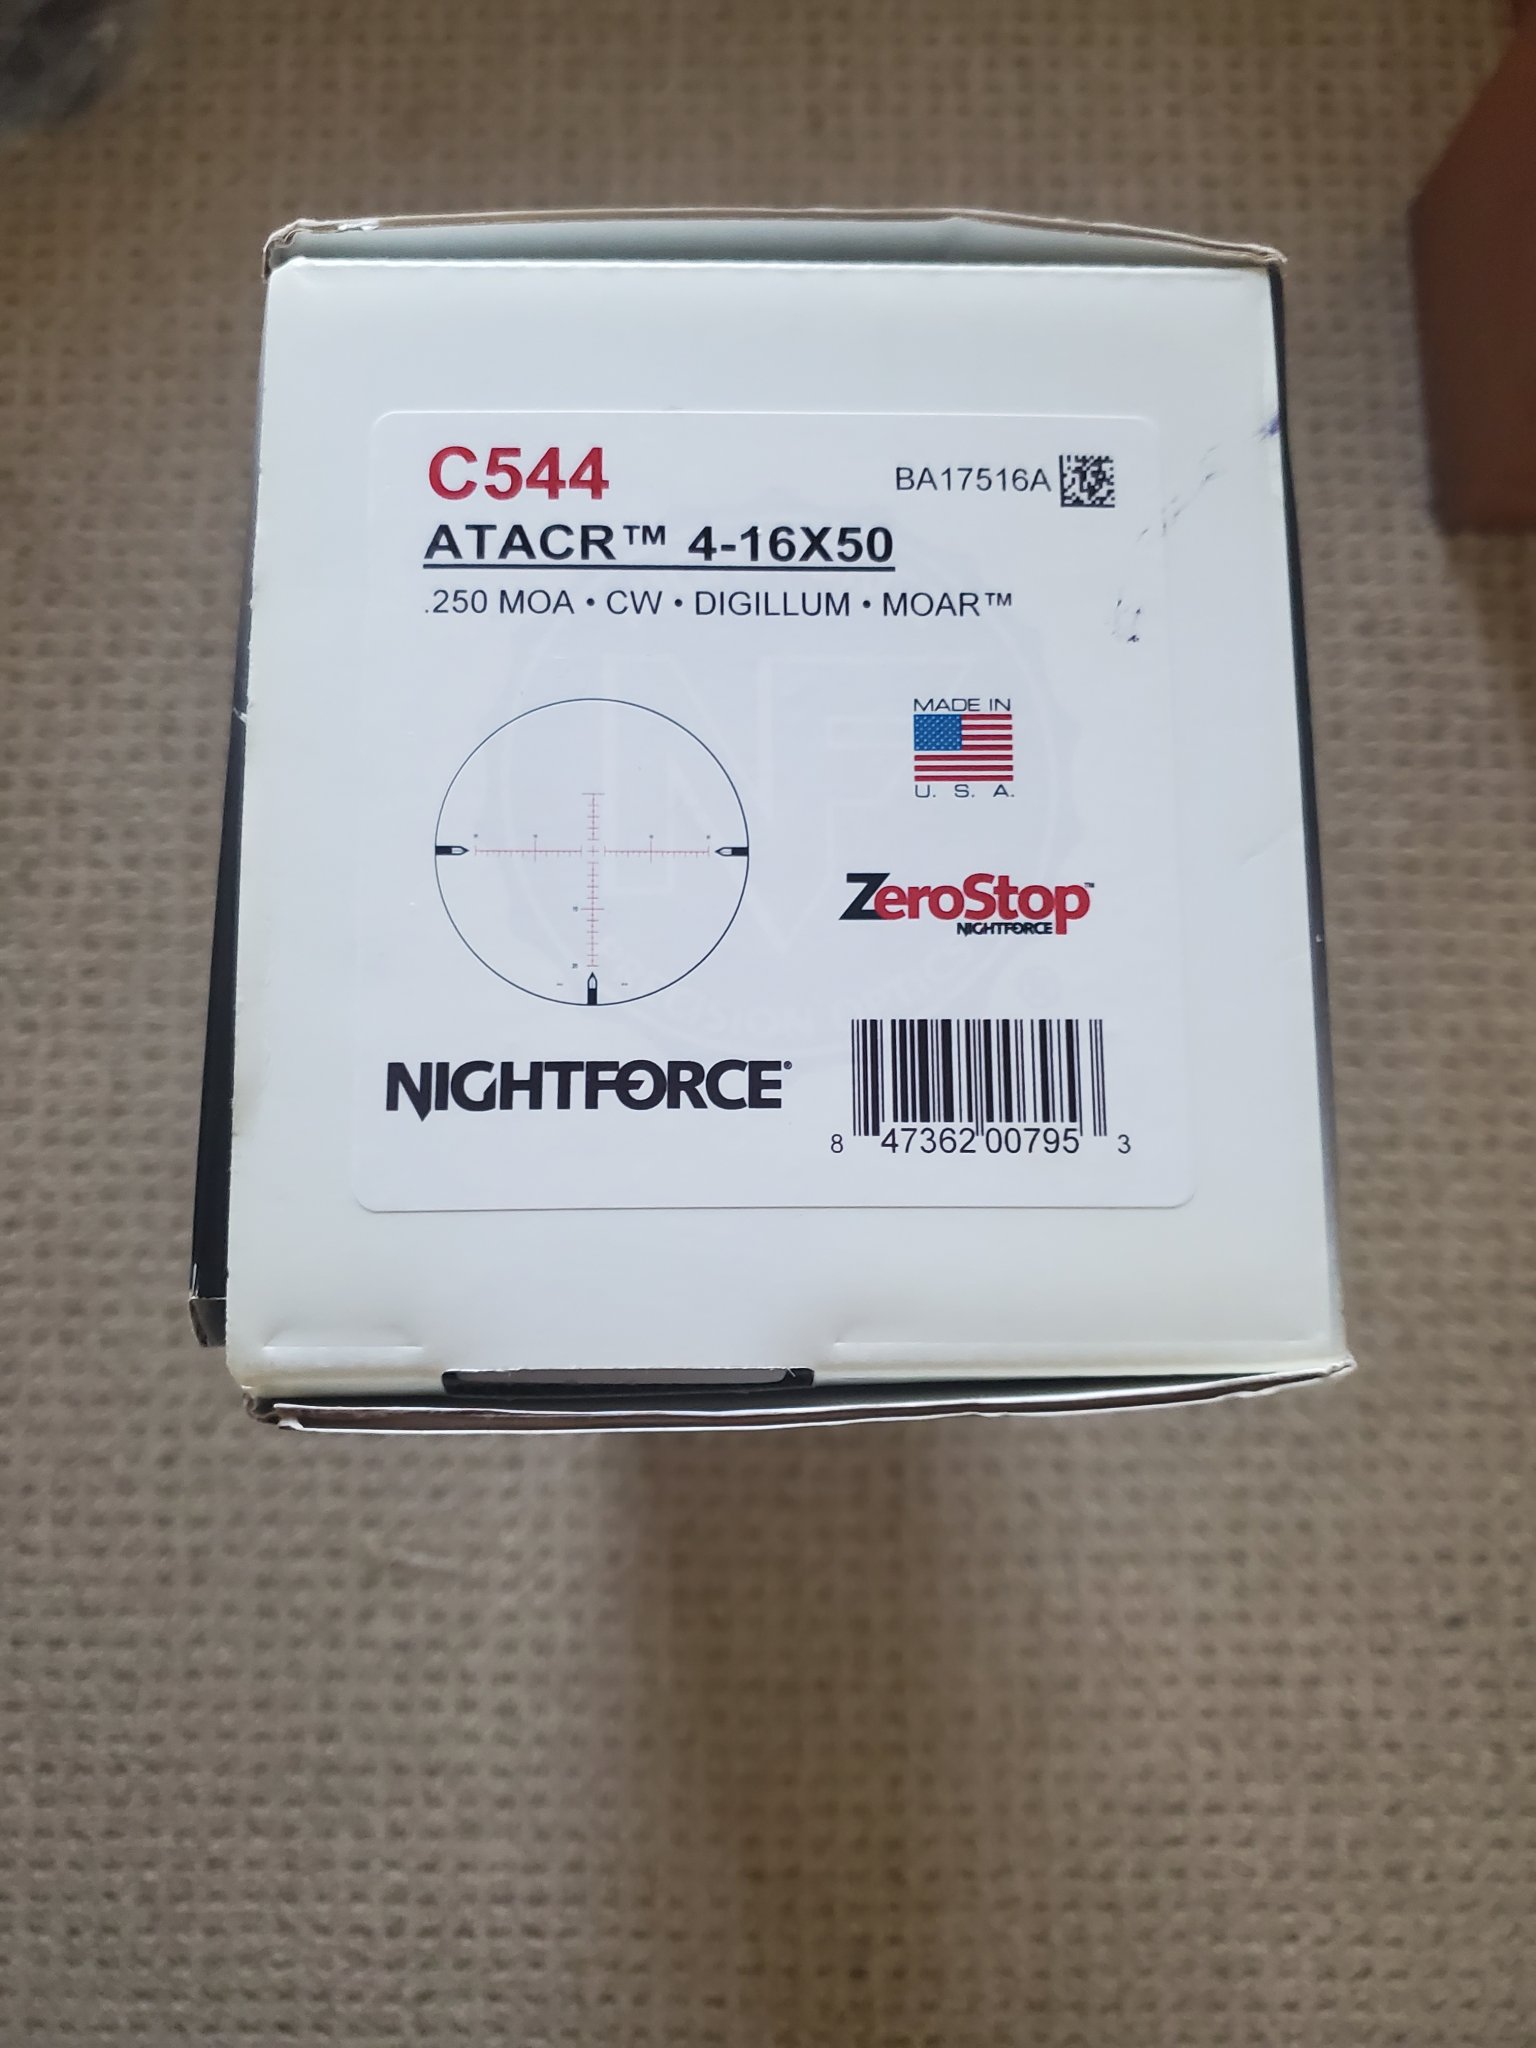 C544
BA17516A
ATACR™ 4-16X50
.250 MOA • CW • DIGILLUM • MOAR™
MADE IN
U. S. A.
ZeroStop™
NIGHTFORCE
NIGHTFORCE®
8 47362 00795 3